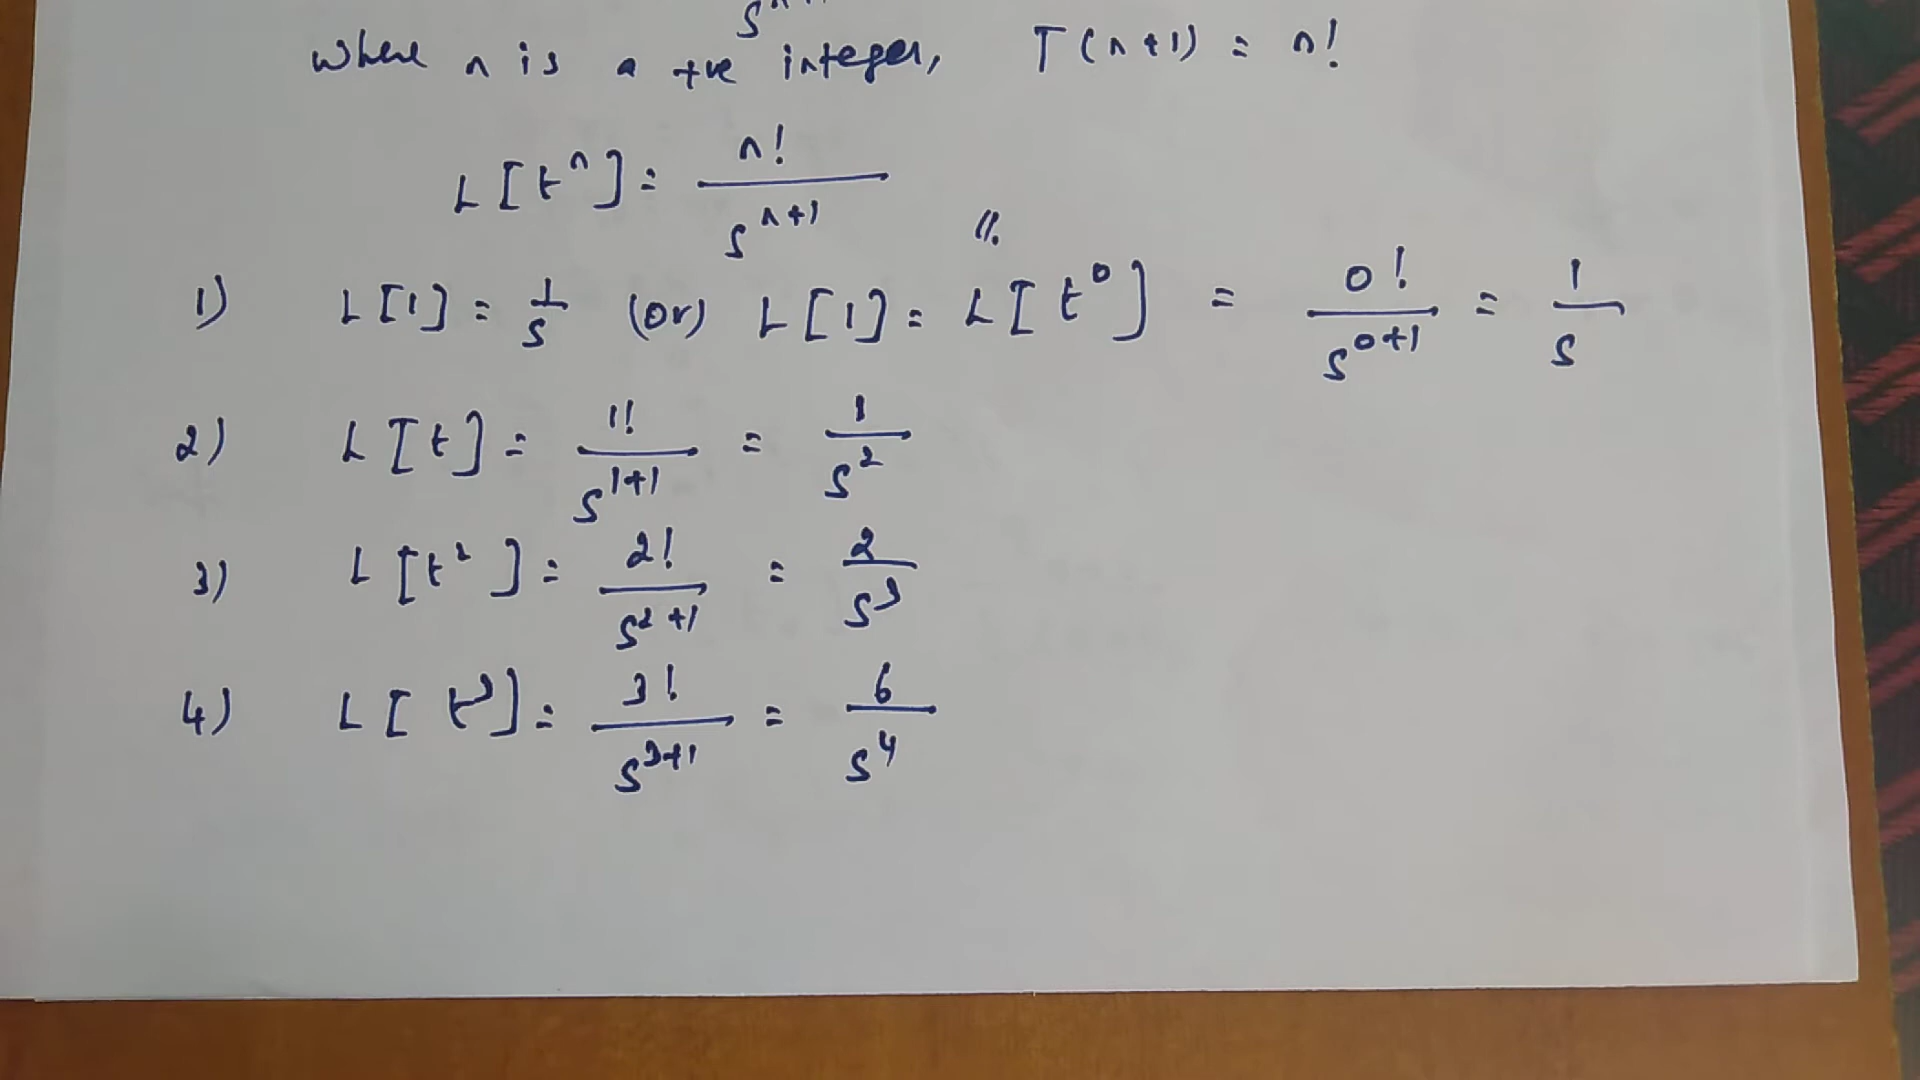 s^n+1
where n is a +ve integer, Γ(n+1) = n!
L[t^n] = n! / s^n+1 //.
1) L[1] = 1/s (or) L[1] = L[t^0] = 0! / s^0+1 = 1/s
2) L[t] = 1! / s^1+1 = 1/s^2
3) L[t^2] = 2! / s^2+1 = 2/s^3
4) L[t^3] = 3! / s^3+1 = 6/s^4